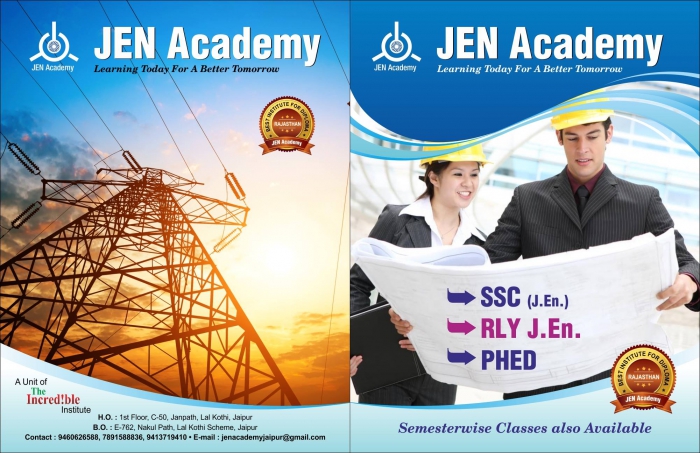 JEN Academy
JEN Academy
Learning Today For A Better Tomorrow
BEST INSTITUTE FOR DIPLOMA
RAJASTHAN
JEN Academy
A Unit of
The
Incred!ble
Institute
H.O. : 1st Floor, C-50, Janpath, Lal Kothi, Jaipur
B.O. : E-762, Nakul Path, Lal Kothi Scheme, Jaipur
Contact : 9460626588, 7891588836, 9413719410 • E-mail : jenacademyjaipur@gmail.com
JEN Academy
JEN Academy
Learning Today For A Better Tomorrow
SSC (J.En.)
RLY J.En.
PHED
BEST INSTITUTE FOR DIPLOMA
RAJASTHAN
JEN Academy
Semesterwise Classes also Available